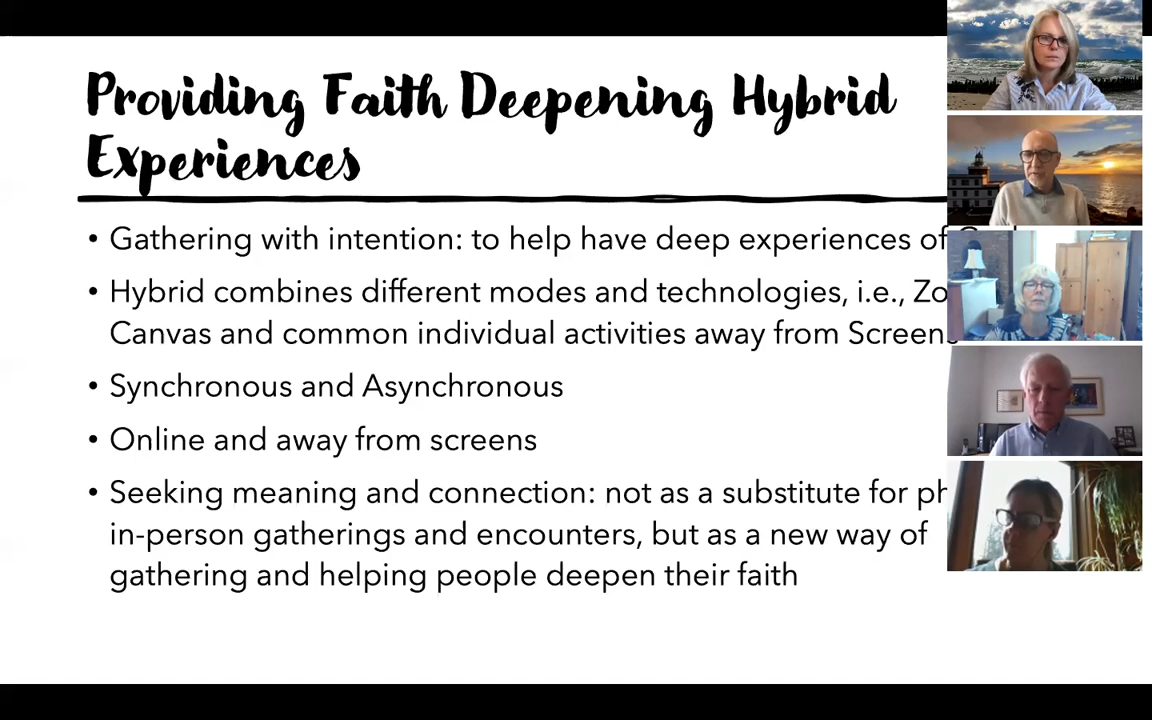 Providing Faith Deepening Hybrid
Experiences
• Gathering with intention: to help have deep experiences of
• Hybrid combines different modes and technologies, i.e.,
Canvas and common individual activities away from Screens
• Synchronous and Asynchronous
• Online and away from screens
• Seeking meaning and connection: not as a substitute for
in-person gatherings and encounters, but as a new way of
gathering and helping people deepen their faith